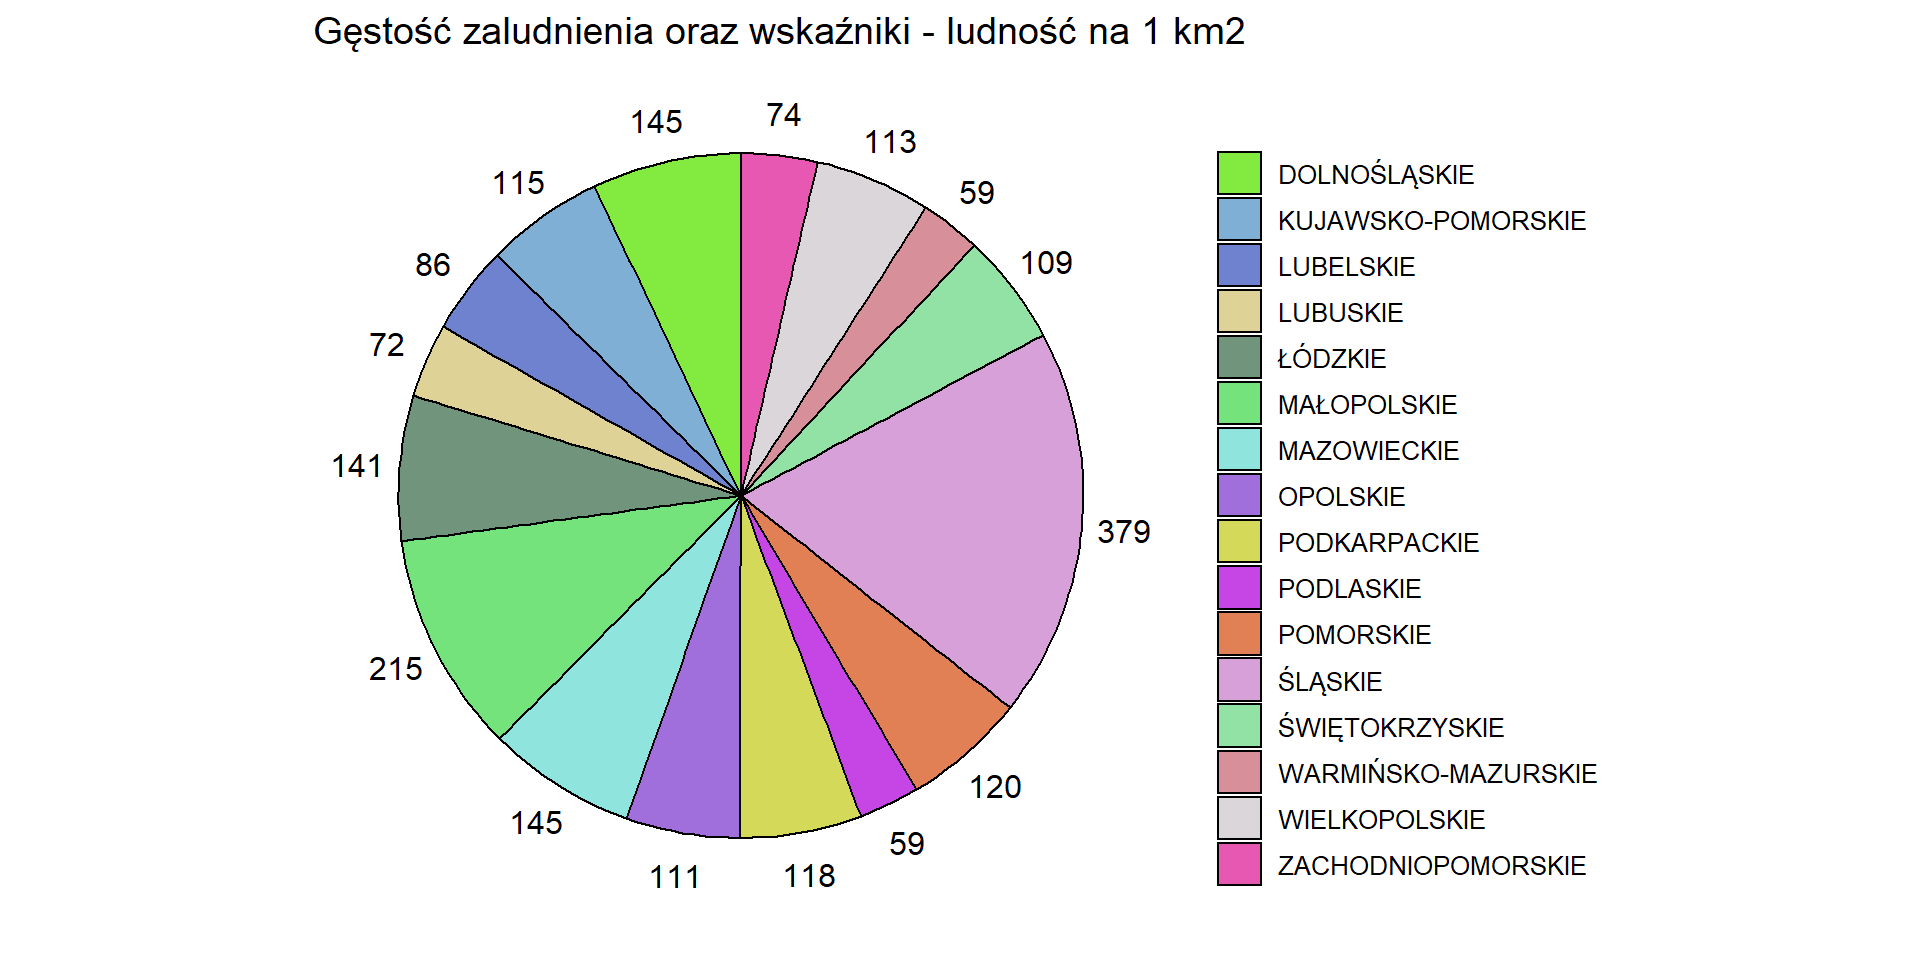 Gęstość zaludnienia oraz wskaźniki - ludność na 1 km2
145
74
113
115
59
86
109
72
141
379
215
145
120
59
111
118
DOLNOŚLĄSKIE
KUJAWSKO-POMORSKIE
LUBELSKIE
LUBUSKIE
ŁÓDZKIE
MAŁOPOLSKIE
MAZOWIECKIE
OPOLSKIE
PODKARPACKIE
PODLASKIE
POMORSKIE
ŚLĄSKIE
ŚWIĘTOKRZYSKIE
WARMIŃSKO-MAZURSKIE
WIELKOPOLSKIE
ZACHODNIOPOMORSKIE